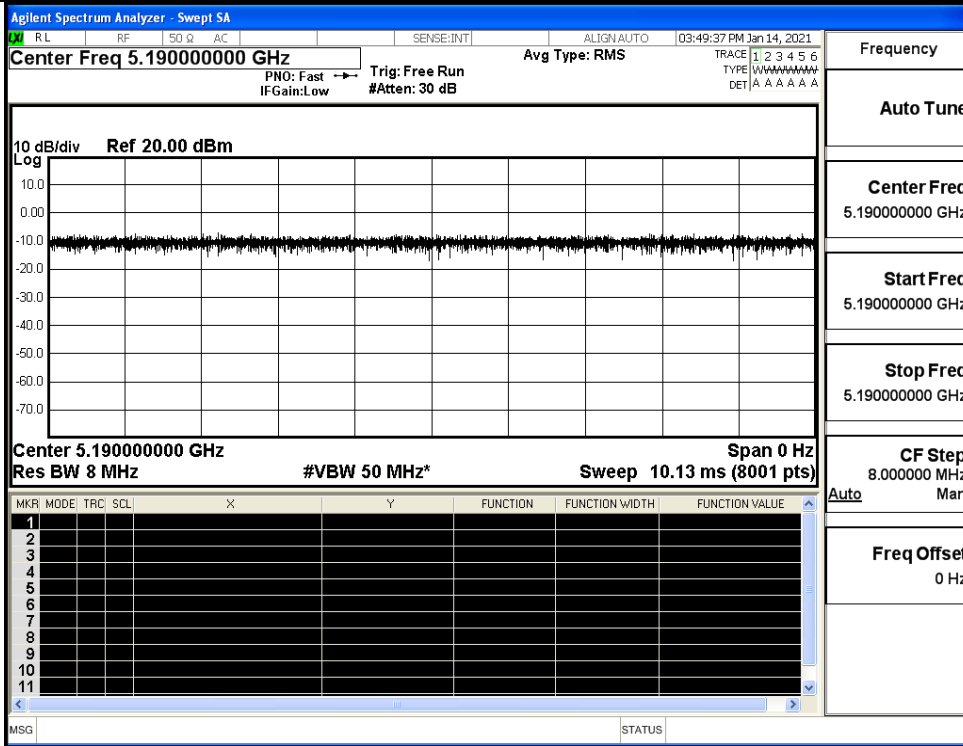 Agilent Spectrum Analyzer - Swept SA
LXI RL RF 50 Ω AC SENSE:INT ALIGN AUTO 03:49:37 PM Jan 14, 2021
Center Freq 5.190000000 GHz
PNO: Fast
IFGain:Low
Trig: Free Run
#Atten: 30 dB
Avg Type: RMS
TRACE 1 2 3 4 5 6
TYPE WWWWWW
DET A A A A A A
10 dB/div Ref 20.00 dBm
Log
10.0
0.00
-10.0
-20.0
-30.0
-40.0
-50.0
-60.0
-70.0
Center 5.190000000 GHz Span 0 Hz
Res BW 8 MHz #VBW 50 MHz* Sweep 10.13 ms (8001 pts)
MKR MODE TRC SCL X Y FUNCTION FUNCTION WIDTH FUNCTION VALUE
1
2
3
4
5
6
7
8
9
10
11
MSG STATUS
Frequency
Auto Tune
Center Freq
5.190000000 GHz
Start Freq
5.190000000 GHz
Stop Freq
5.190000000 GHz
CF Step
8.000000 MHz
Auto Man
Freq Offset
0 Hz